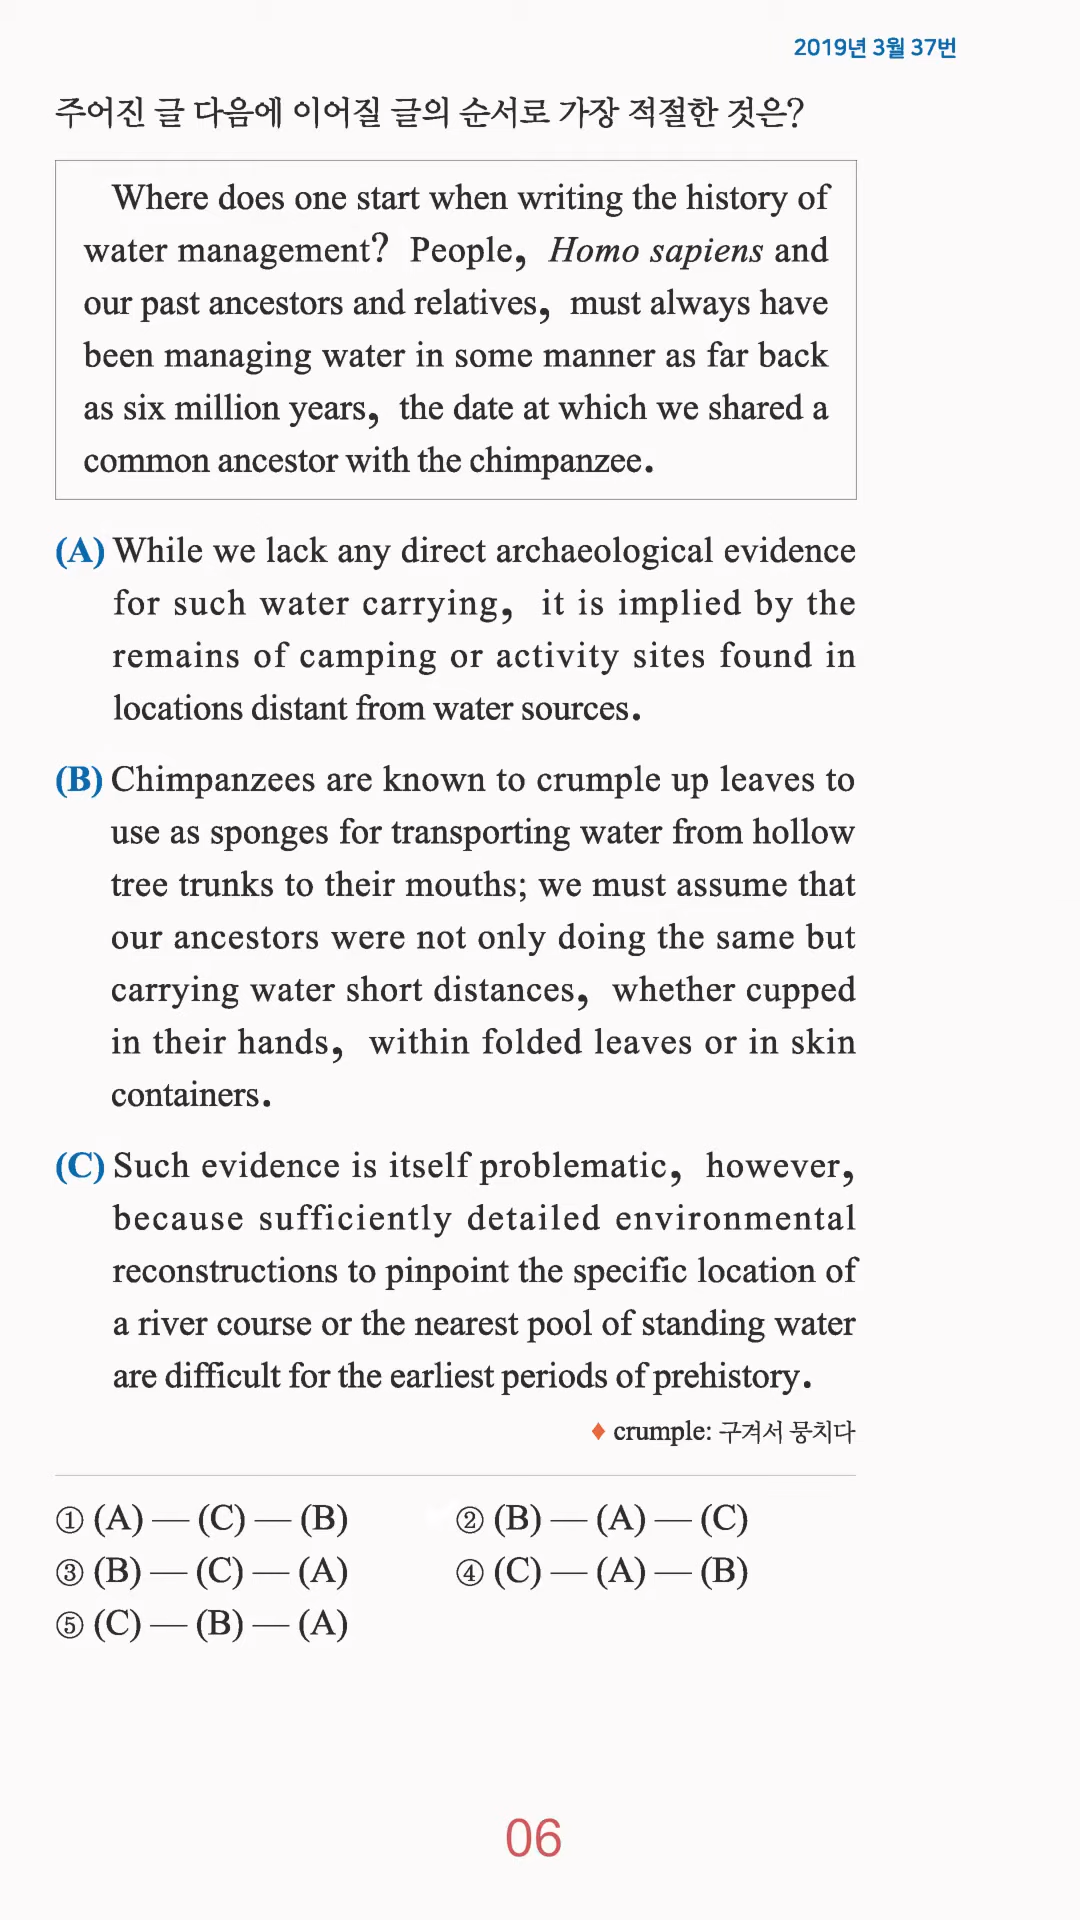 2019년 3월 37번
주어진 글 다음에 이어질 글의 순서로 가장 적절한 것은?
Where does one start when writing the history of
water management? People, Homo sapiens and
our past ancestors and relatives, must always have
been managing water in some manner as far back
as six million years, the date at which we shared a
common ancestor with the chimpanzee.
(A) While we lack any direct archaeological evidence
for such water carrying, it is implied by the
remains of camping or activity sites found in
locations distant from water sources.
(B) Chimpanzees are known to crumple up leaves to
use as sponges for transporting water from hollow
tree trunks to their mouths; we must assume that
our ancestors were not only doing the same but
carrying water short distances, whether cupped
in their hands, within folded leaves or in skin
containers.
(C) Such evidence is itself problematic, however,
because sufficiently detailed environmental
reconstructions to pinpoint the specific location of
a river course or the nearest pool of standing water
are difficult for the earliest periods of prehistory.
♦ crumple: 구겨서 뭉치다
① (A) — (C) — (B) ② (B) — (A) — (C)
③ (B) — (C) — (A) ④ (C) — (A) — (B)
⑤ (C) — (B) — (A)
06